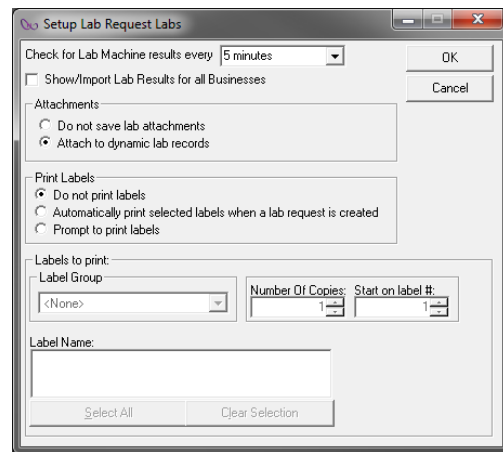 Setup Lab Request Labs
Check for Lab Machine results every 5 minutes
OK
Show/Import Lab Results for all Businesses
Cancel
Attachments
Do not save lab attachments
Attach to dynamic lab records
Print Labels
Do not print labels
Automatically print selected labels when a lab request is created
Prompt to print labels
Labels to print:
Label Group
Number Of Copies: Start on label #:
<None> 1 1
Label Name:
Select All Clear Selection